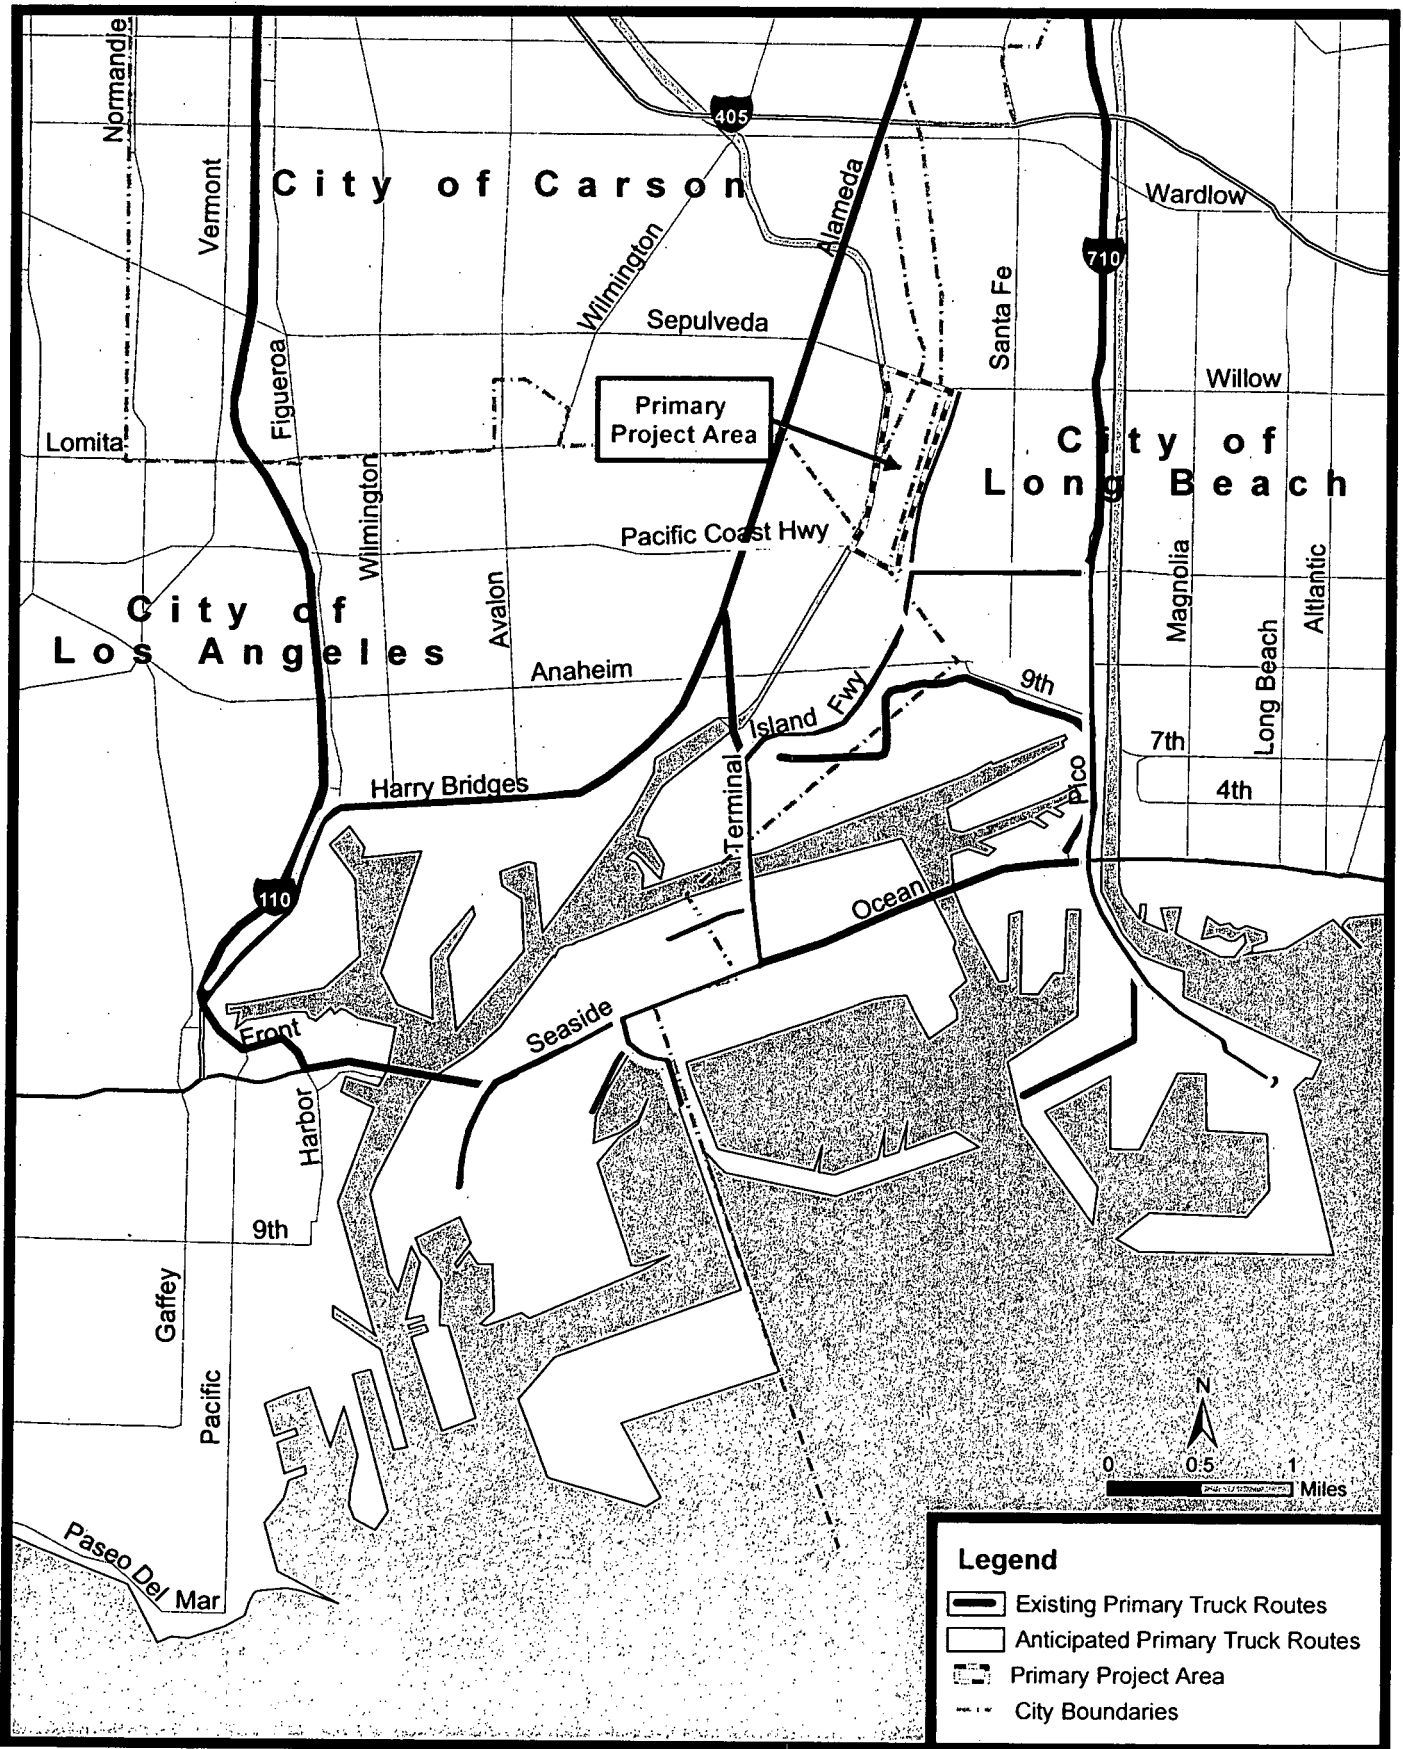 Normandie
405
City of Carson
Vermont
Alameda
Wardlow
Wilmington
710
Santa Fe
Sepulveda
Figueroa
Willow
Primary
Project Area
Lomita
City of
Long Beach
Wilmington
Pacific Coast Hwy
Magnolia
Altlantic
Avalon
City of
Los Angeles
Long Beach
Anaheim
9th
Island Fwy
7th
Terminal
Pico
4th
Harry Bridges
110
Ocean
Seaside
Front
Harbor
9th
Gaffey
Pacific
N
0 0.5 1
Miles
Paseo Del Mar
Legend
Existing Primary Truck Routes
Anticipated Primary Truck Routes
Primary Project Area
City Boundaries